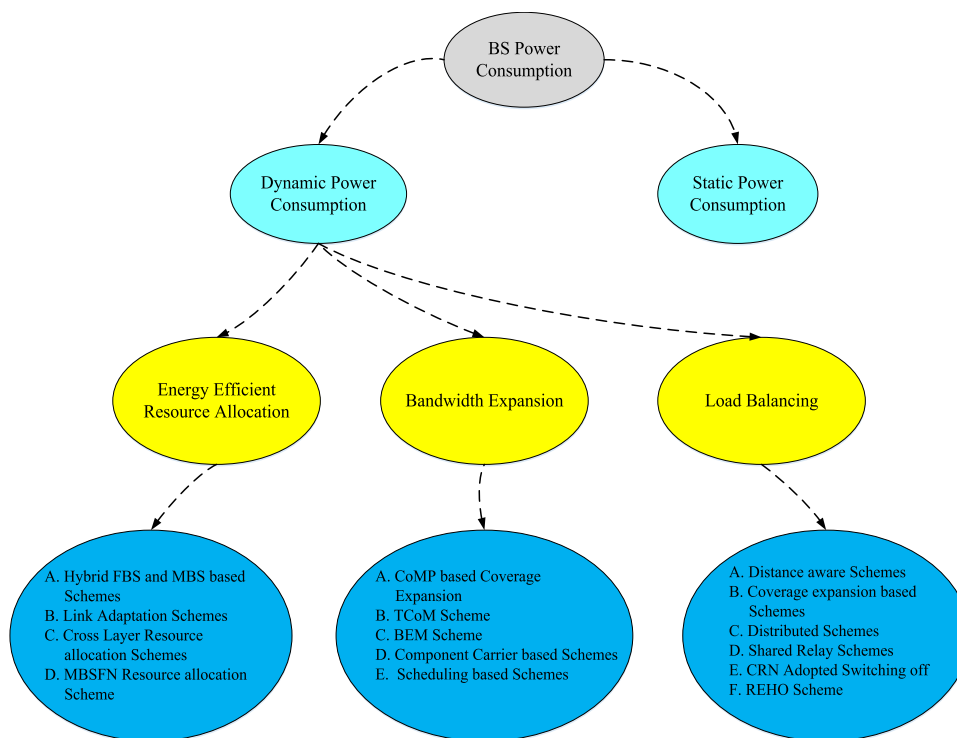 BS Power
Consumption
Dynamic Power
Consumption
Static Power
Consumption
Energy Efficient
Resource Allocation
Bandwidth Expansion
Load Balancing
A. Hybrid FBS and MBS based
Schemes
B. Link Adaptation Schemes
C. Cross Layer Resource
allocation Schemes
D. MBSFN Resource allocation
Scheme
A. CoMP based Coverage
Expansion
B. TCoM Scheme
C. BEM Scheme
D. Component Carrier based Schemes
E. Scheduling based Schemes
A. Distance aware Schemes
B. Coverage expansion based
Schemes
C. Distributed Schemes
D. Shared Relay Schemes
E. CRN Adopted Switching off
F. REHO Scheme